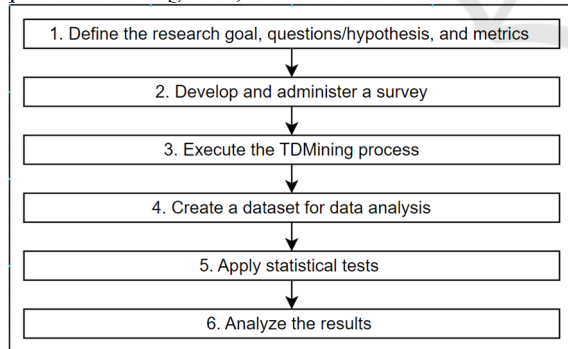 1. Define the research goal, questions/hypothesis, and metrics
2. Develop and administer a survey
3. Execute the TDMining process
4. Create a dataset for data analysis
5. Apply statistical tests
6. Analyze the results